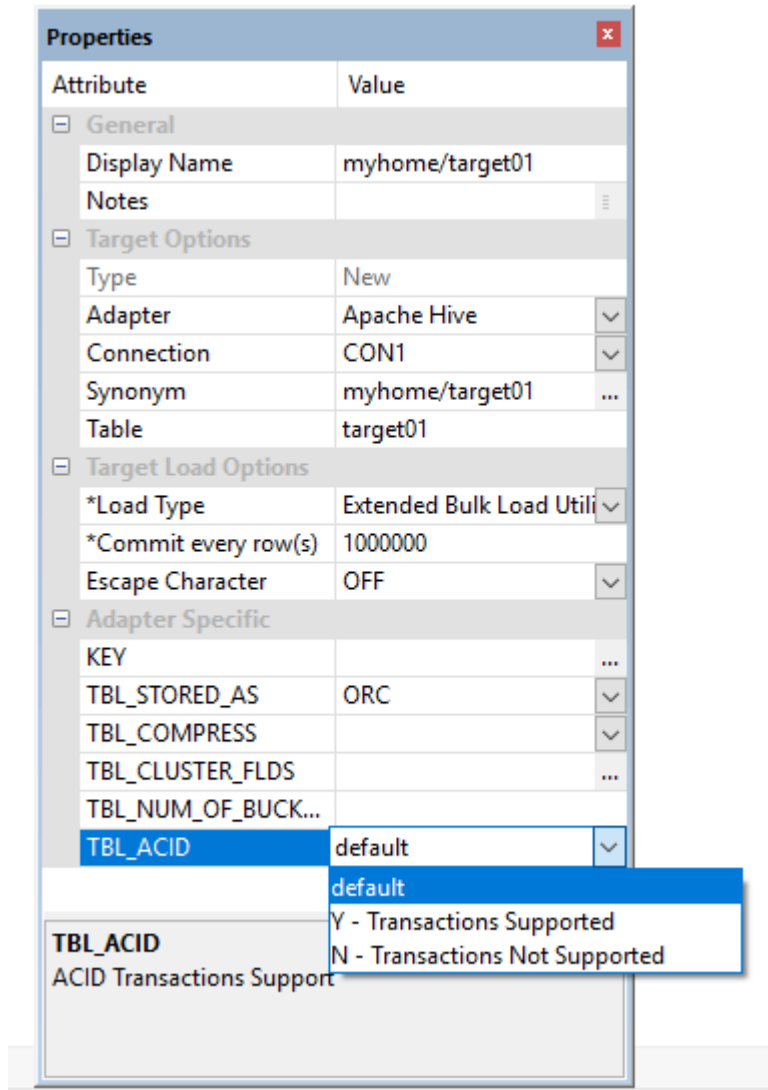 Properties
Attribute Value
General
Display Name myhome/target01
Notes
Target Options
Type New
Adapter Apache Hive
Connection CON1
Synonym myhome/target01 ...
Table target01
Target Load Options
*Load Type Extended Bulk Load Utili
*Commit every row(s) 1000000
Escape Character OFF
Adapter Specific
KEY ...
TBL_STORED_AS ORC
TBL_COMPRESS
TBL_CLUSTER_FLDS ...
TBL_NUM_OF_BUCK...
TBL_ACID default
default
Y - Transactions Supported
N - Transactions Not Supported
TBL_ACID
ACID Transactions Support